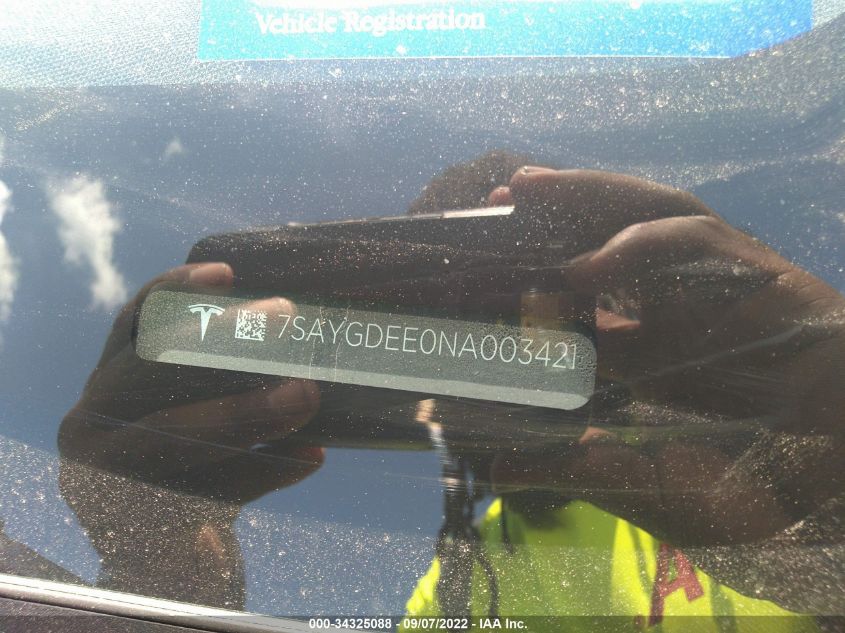 Vehicle Registration
7SAYGDEE0NA003421
000-34325088 - 09/07/2022 - IAA Inc.